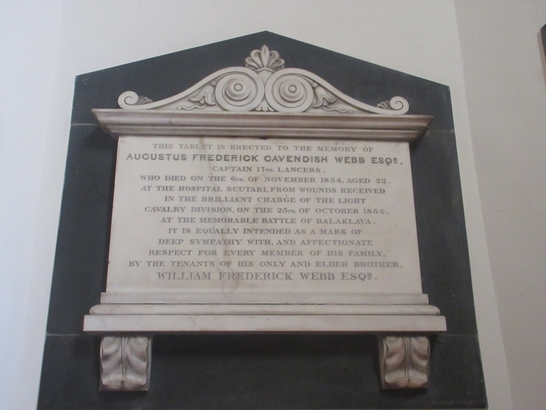 THIS TABLET IS ERECTED TO THE MEMORY OF
AUGUSTUS FREDERICK CAVENDISH WEBB ESQR.
CAPTAIN 17TH LANCERS,
WHO DIED ON THE 6TH OF NOVEMBER 1854, AGED 22.
AT THE HOSPITAL SCUTARI, FROM WOUNDS RECEIVED
IN THE BRILLIANT CHARGE OF THE LIGHT
CAVALRY DIVISION, ON THE 25TH OF OCTOBER 1854,
AT THE MEMORABLE BATTLE OF BALAKLAVA.
IT IS EQUALLY INTENDED AS A MARK OF
DEEP SYMPATHY WITH, AND AFFECTIONATE
RESPECT FOR EVERY MEMBER OF HIS FAMILY,
BY THE TENANTS OF HIS ONLY AND ELDER BROTHER,
WILLIAM FREDERICK WEBB ESQR.